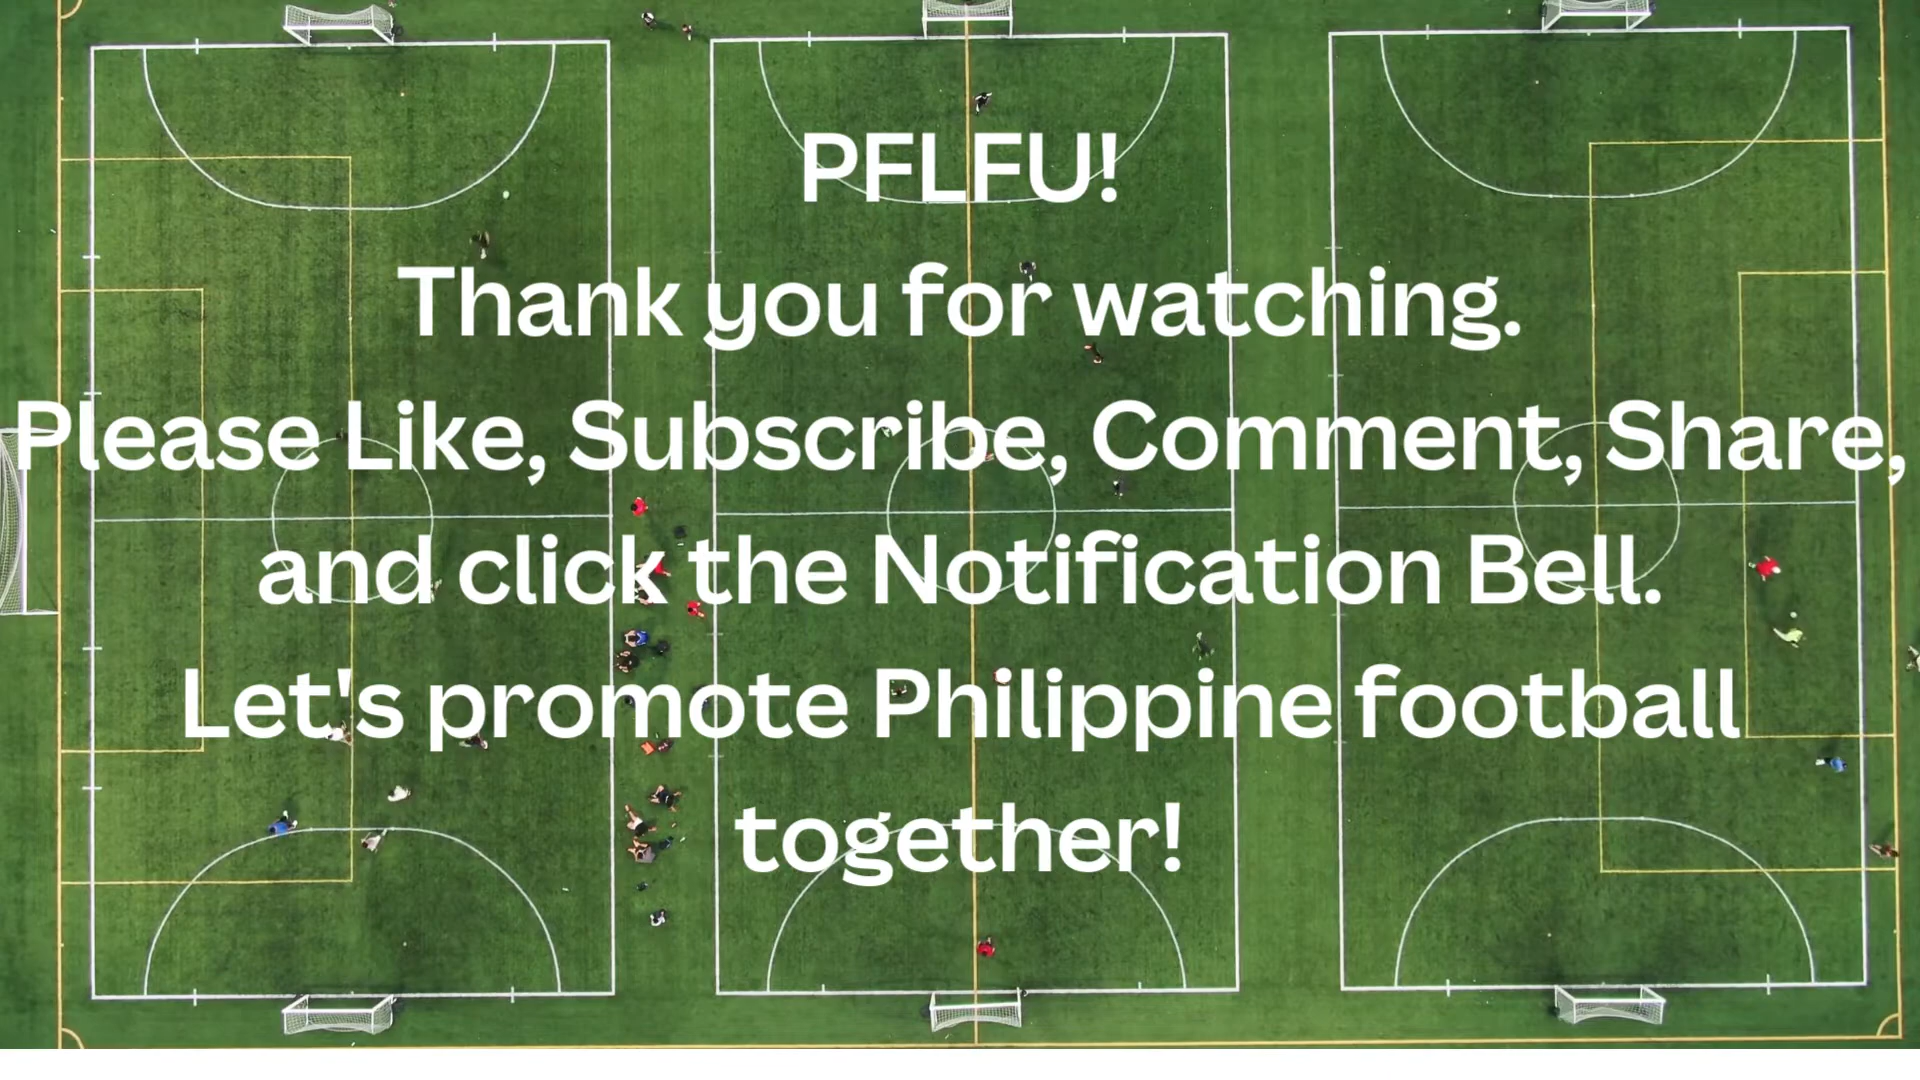 PFLFU!
Thank you for watching.
Please Like, Subscribe, Comment, Share,
and click the Notification Bell.
Let's promote Philippine football
together!